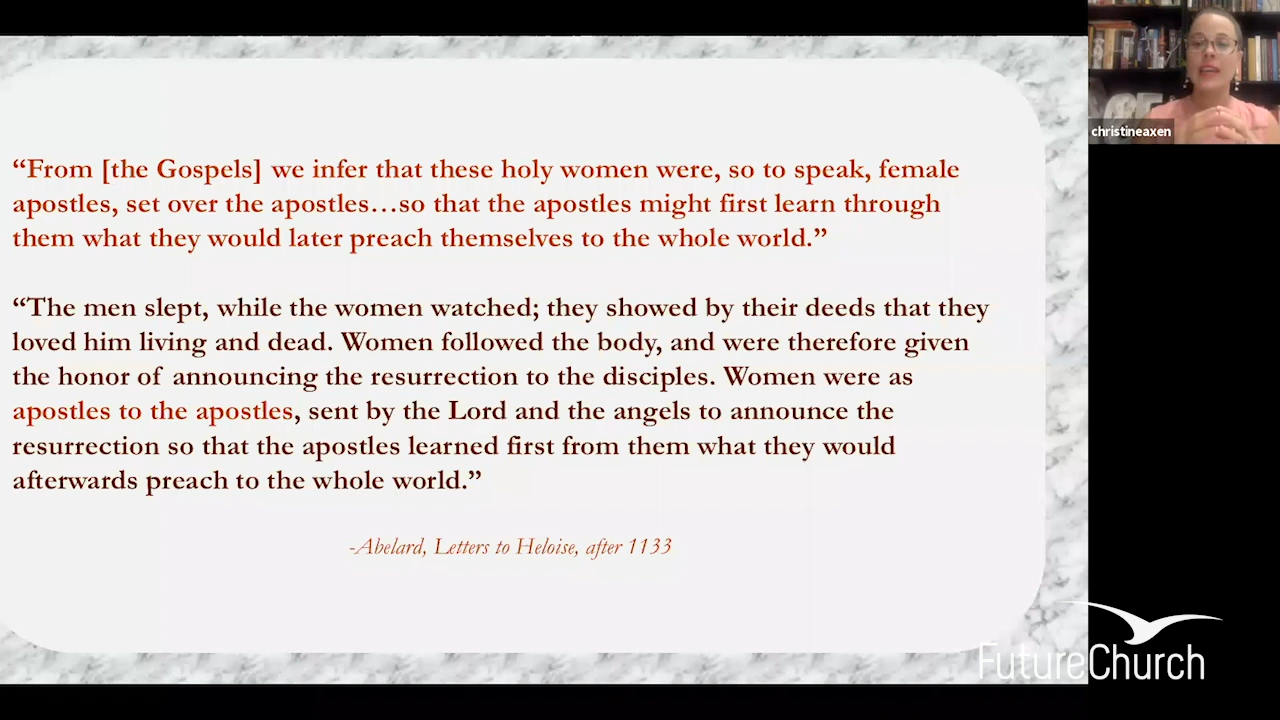 “From [the Gospels] we infer that these holy women were, so to speak, female
apostles, set over the apostles…so that the apostles might first learn through
them what they would later preach themselves to the whole world.”
“The men slept, while the women watched; they showed by their deeds that they
loved him living and dead. Women followed the body, and were therefore given
the honor of announcing the resurrection to the disciples. Women were as
apostles to the apostles, sent by the Lord and the angels to announce the
resurrection so that the apostles learned first from them what they would
afterwards preach to the whole world.”
-Abelard, Letters to Heloise, after 1133
christineaxen
FutureChurch